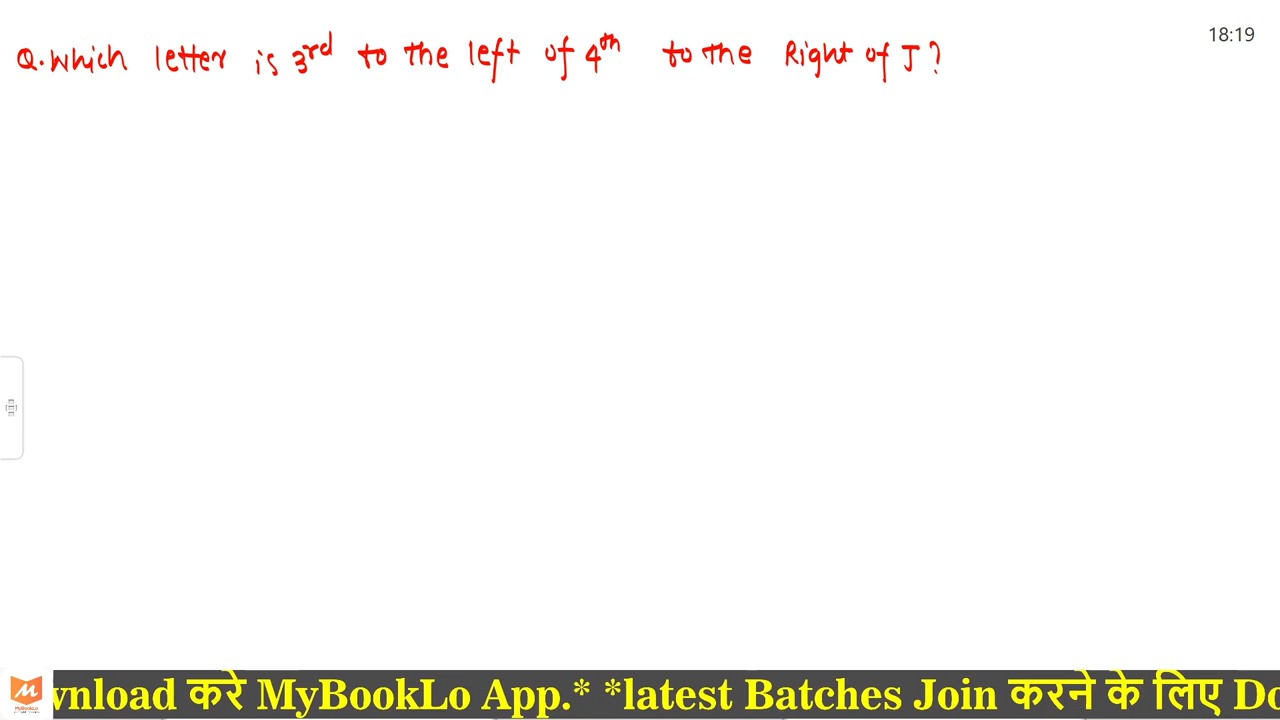 18:19
Q. Which letter is 3rd to the left of 4th to the Right of J?
wnload करे MyBookLo App.* *latest Batches Join करने के लिए Do
MyBookLo